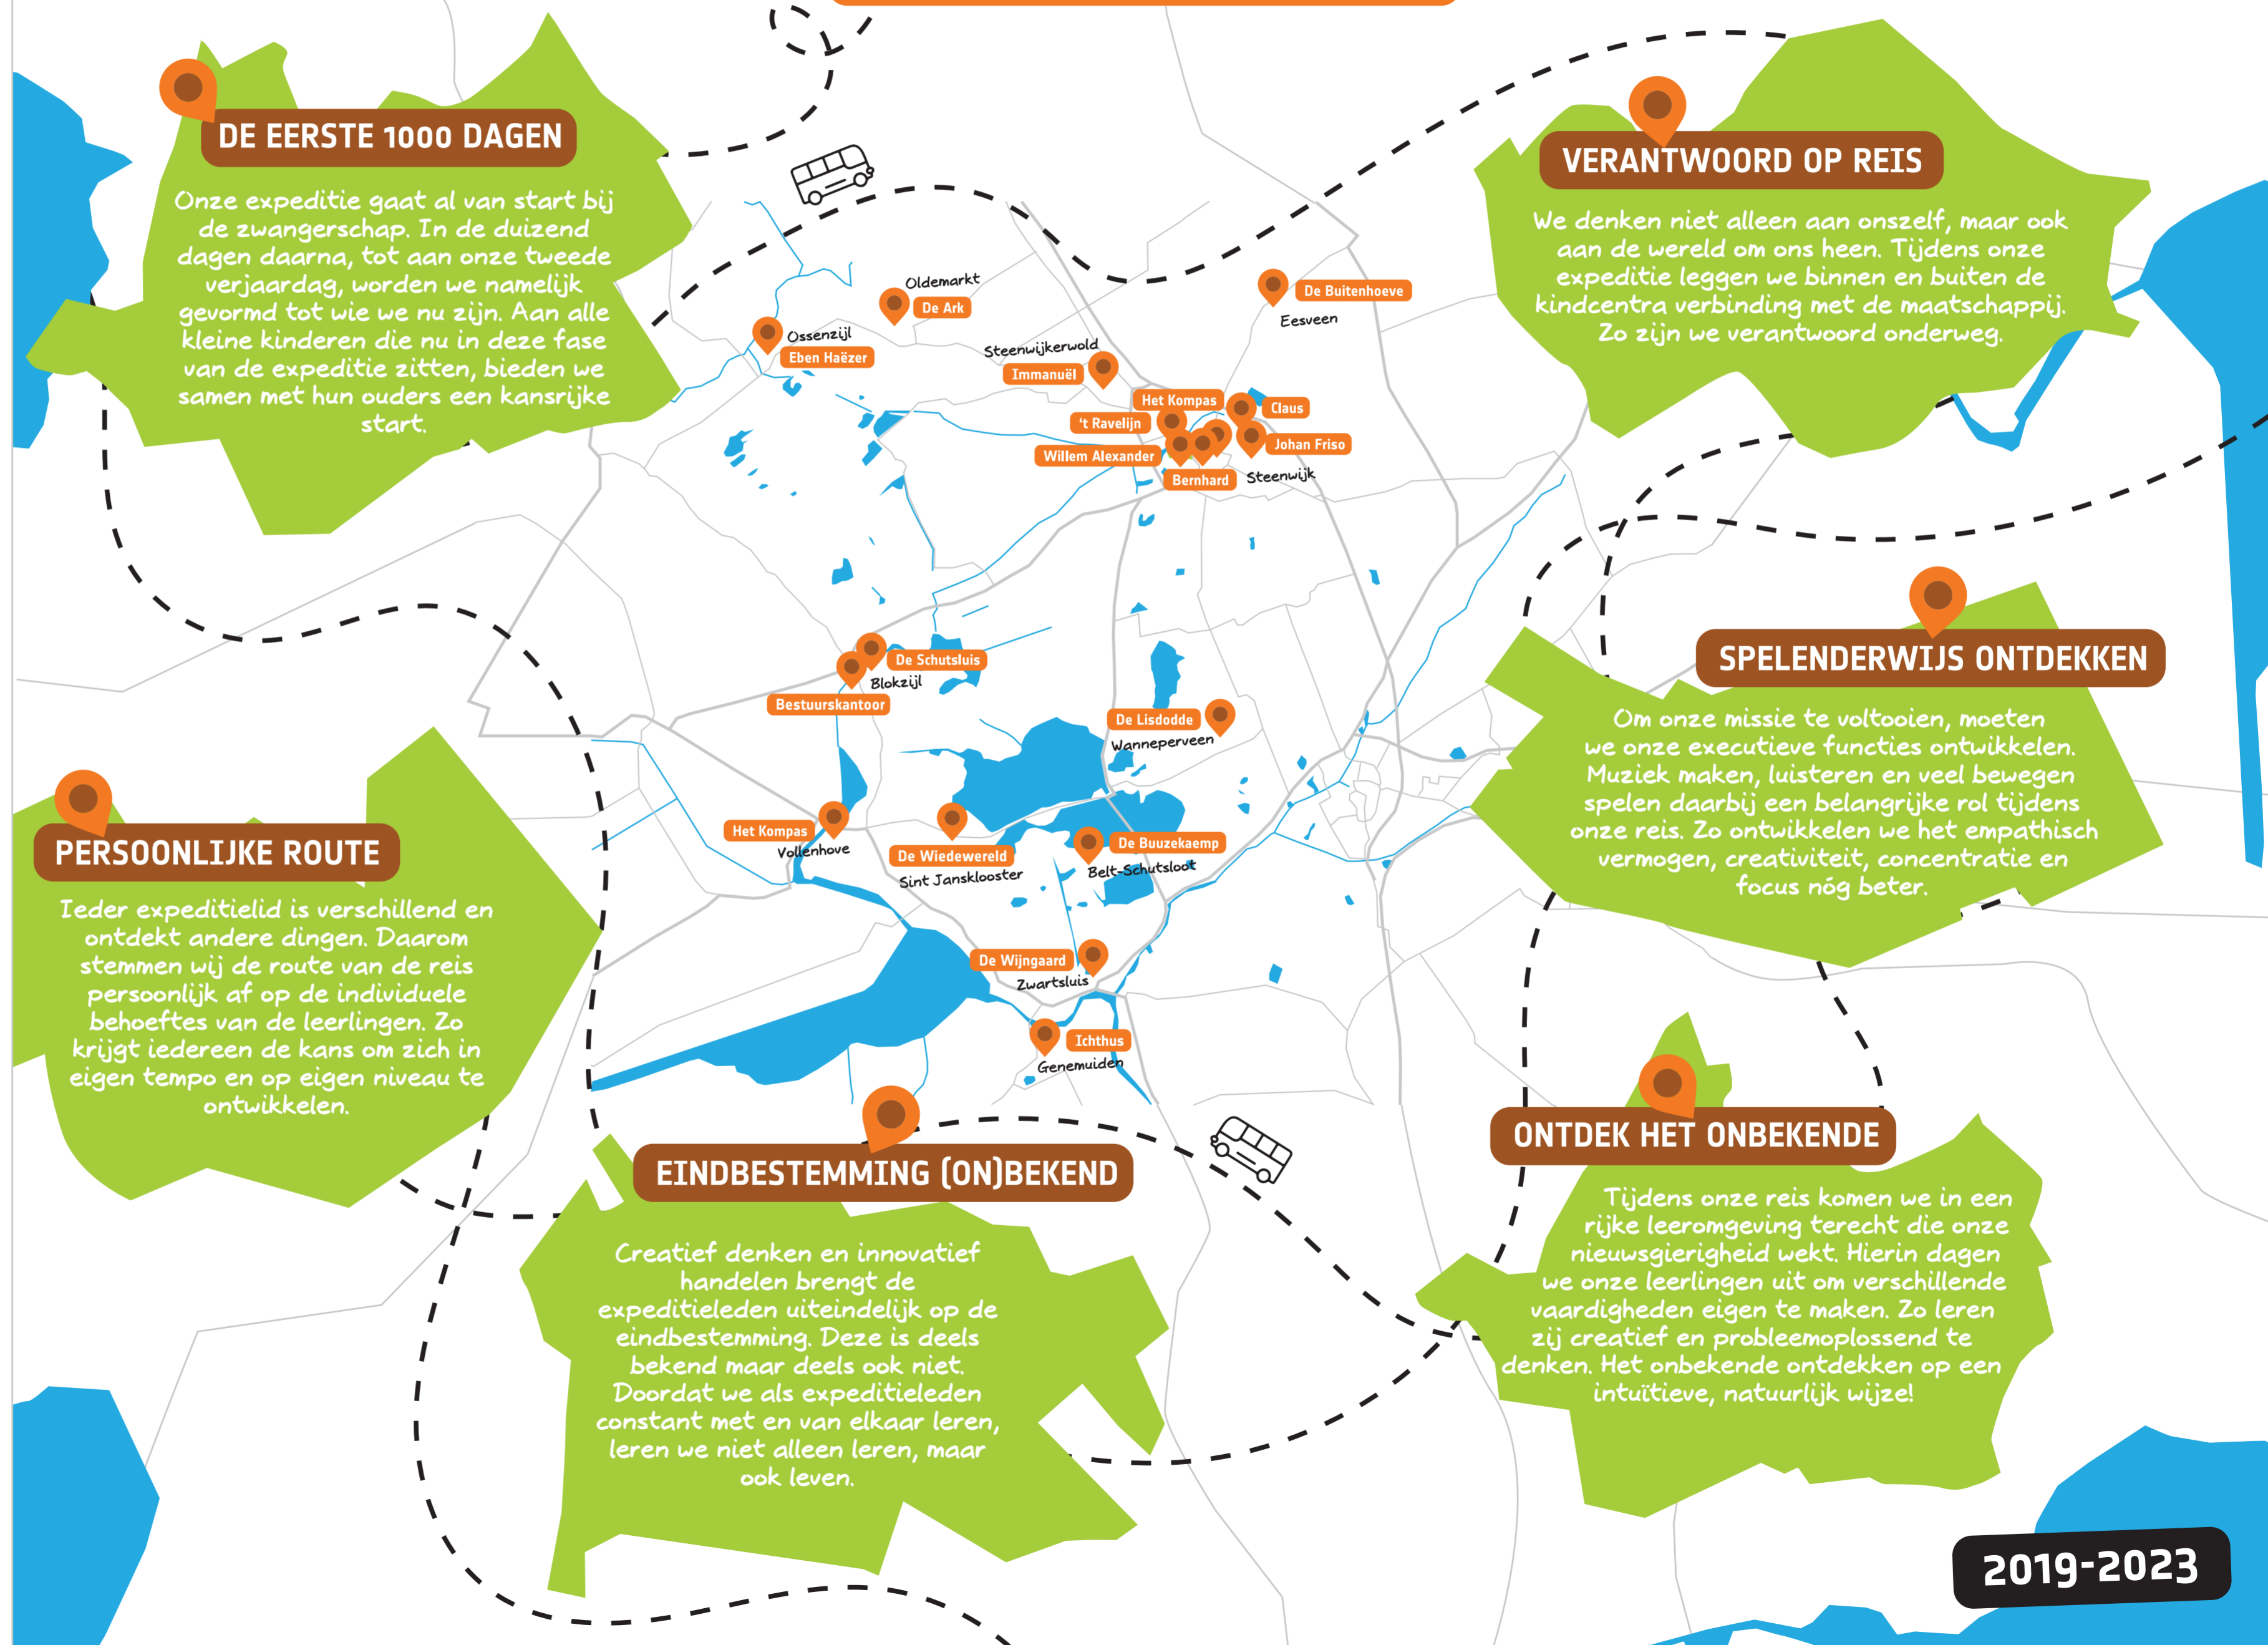 DE EERSTE 1000 DAGEN
Onze expeditie gaat al van start bij
de zwangerschap. In de duizend
dagen daarna, tot aan onze tweede
verjaardag, worden we namelijk
gevormd tot wie we nu zijn. Aan alle
kleine kinderen die nu in deze fase
van de expeditie zitten, bieden we
samen met hun ouders een kansrijke
start.
VERANTWOORD OP REIS
We denken niet alleen aan onszelf, maar ook
aan de wereld om ons heen. Tijdens onze
expeditie leggen we binnen en buiten de
kindcentra verbinding met de maatschappij.
Zo zijn we verantwoord onderweg.
Oldemarkt
De Ark
De Buitenhoeve
Eesveen
Ossenzijl
Eben Haëzer
Steenwijkerwold
Immanuël
Het Kompas
Claus
't Ravelijn
Johan Friso
Willem Alexander
Bernhard
Steenwijk
De Schutsluis
Blokzijl
Bestuurskantoor
De Lisdodde
Wanneperveen
Het Kompas
Vollenhove
De Wiedewereld
Sint Jansklooster
De Buuzekaemp
Belt-Schutsloot
De Wijngaard
Zwartsluis
Ichthus
Genemuiden
SPELENDERWIJS ONTDEKKEN
Om onze missie te voltooien, moeten
we onze executieve functies ontwikkelen.
Muziek maken, luisteren en veel bewegen
spelen daarbij een belangrijke rol tijdens
onze reis. Zo ontwikkelen we het empathisch
vermogen, creativiteit, concentratie en
focus nóg beter.
PERSOONLIJKE ROUTE
Ieder expeditielid is verschillend en
ontdekt andere dingen. Daarom
stemmen wij de route van de reis
persoonlijk af op de individuele
behoeftes van de leerlingen. Zo
krijgt iedereen de kans om zich in
eigen tempo en op eigen niveau te
ontwikkelen.
EINDBESTEMMING (ON)BEKEND
Creatief denken en innovatief
handelen brengt de
expeditieleden uiteindelijk op de
eindbestemming. Deze is deels
bekend maar deels ook niet.
Doordat we als expeditieleden
constant met en van elkaar leren,
leren we niet alleen leren, maar
ook leven.
ONTDEK HET ONBEKENDE
Tijdens onze reis komen we in een
rijke leeromgeving terecht die onze
nieuwsgierigheid wekt. Hierin dagen
we onze leerlingen uit om verschillende
vaardigheden eigen te maken. Zo leren
zij creatief en probleemoplossend te
denken. Het onbekende ontdekken op een
intuïtieve, natuurlijk wijze!
2019-2023